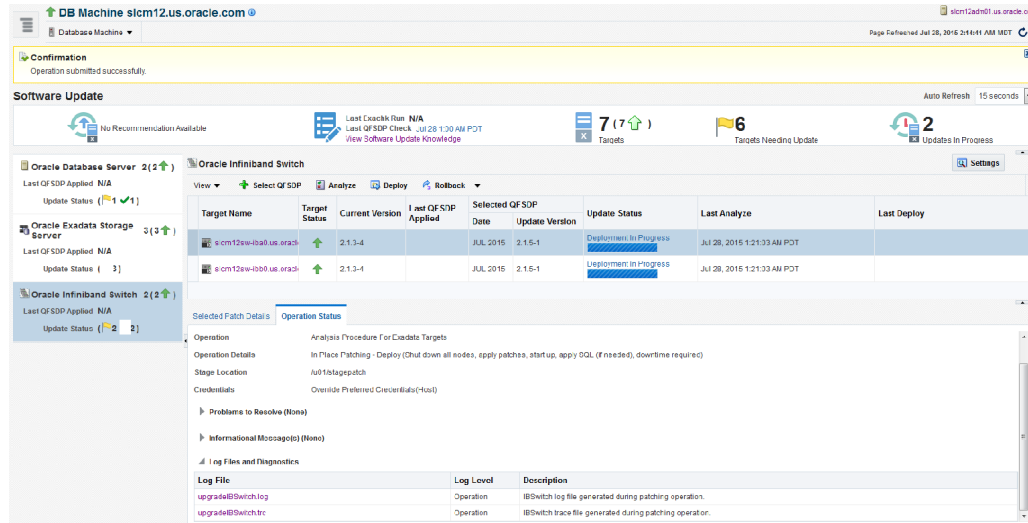 DB Machine slcm12.us.oracle.com
slcm12adm01.us.oracle.c
Database Machine
Page Refreshed Jul 28, 2015 2:14:41 AM MDT
Confirmation
Operation submitted successfully.
Software Update
Auto Refresh 15 seconds
No Recommendation Available
Last Exachk Run N/A
Last QFSDP Check Jul 28 1:30 AM PDT
View Software Update Knowledge
7 (7)
Targets
6
Targets Needing Update
2
Updates In Progress
Oracle Database Server 2(2)
Last QFSDP Applied N/A
Update Status (1 1)
Oracle Exadata Storage Server 3(3)
Last QFSDP Applied N/A
Update Status ( 3)
Oracle Infiniband Switch 2(2)
Last QFSDP Applied N/A
Update Status (2 2)
Oracle Infiniband Switch
Settings
View Select QFSDP Analyze Deploy Rollback
Target Name Target Status Current Version Last QFSDP Applied Selected QFSDP Update Status Last Analyze Last Deploy
Date Update Version
slcm12sw-iba0.us.oracl 2.1.3-4 JUL 2015 2.1.5-1 Deployment In Progress Jul 28, 2015 1:21:33 AM PDT
slcm12sw-ibb0.us.oracl 2.1.3-4 JUL 2015 2.1.5-1 Deployment In Progress Jul 28, 2015 1:21:33 AM PDT
Selected Patch Details Operation Status
Operation Analysis Procedure For Exadata Targets
Operation Details In Place Patching - Deploy (Shut down all nodes, apply patches, start up, apply SQL (if needed), downtime required)
Stage Location /u01/stagepatch
Credentials Override Preferred Credentials(Host)
Problems to Resolve (None)
Informational Message(s) (None)
Log Files and Diagnostics
Log File Log Level Description
upgradeIBSwitch.log Operation IBSwitch log file generated during patching operation.
upgradeIBSwitch.trc Operation IBSwitch trace file generated during patching operation.